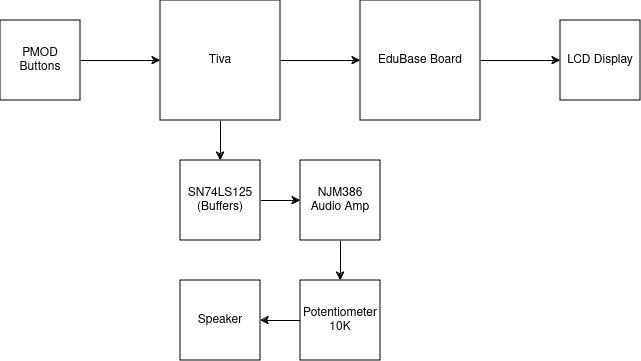 PMOD
Buttons
Tiva
EduBase Board
LCD Display
SN74LS125
(Buffers)
NJM386
Audio Amp
Speaker
Potentiometer
10K